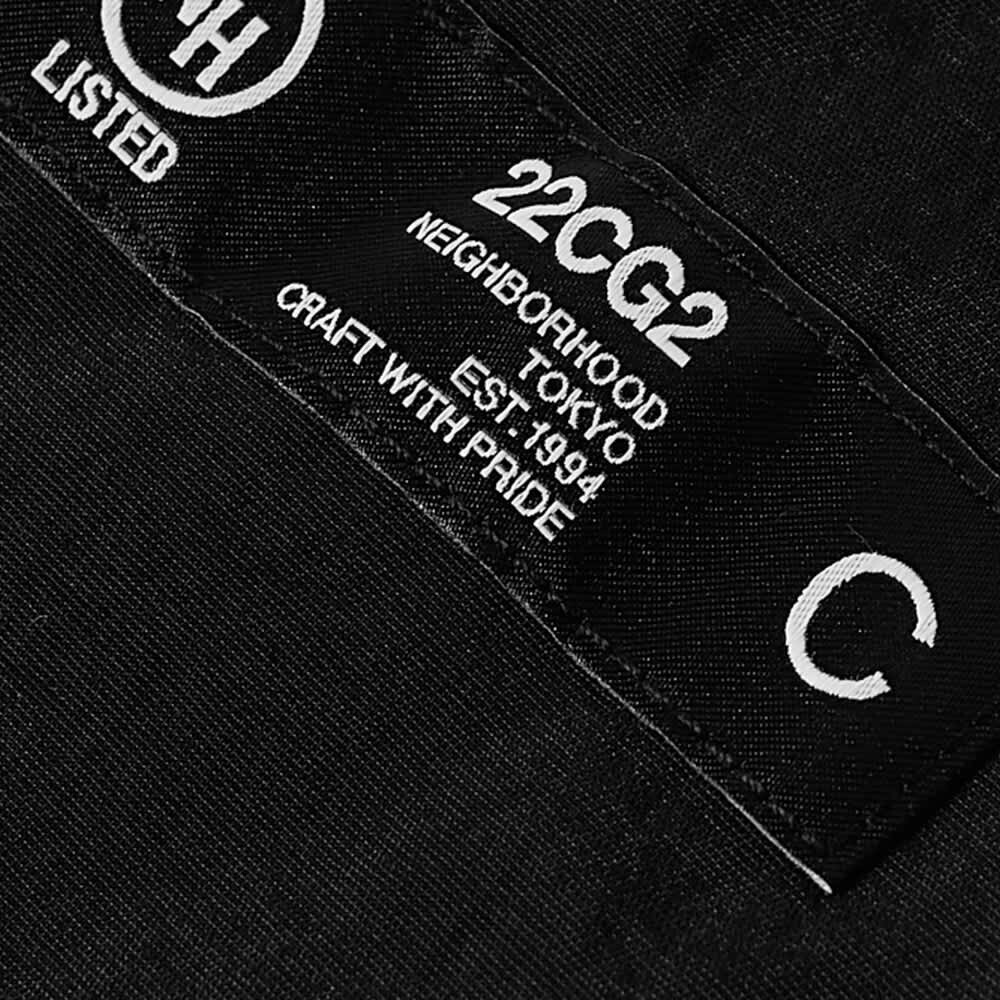 NH
LISTED
22CG2
NEIGHBORHOOD
TOKYO
EST.1994
CRAFT WITH PRIDE
C